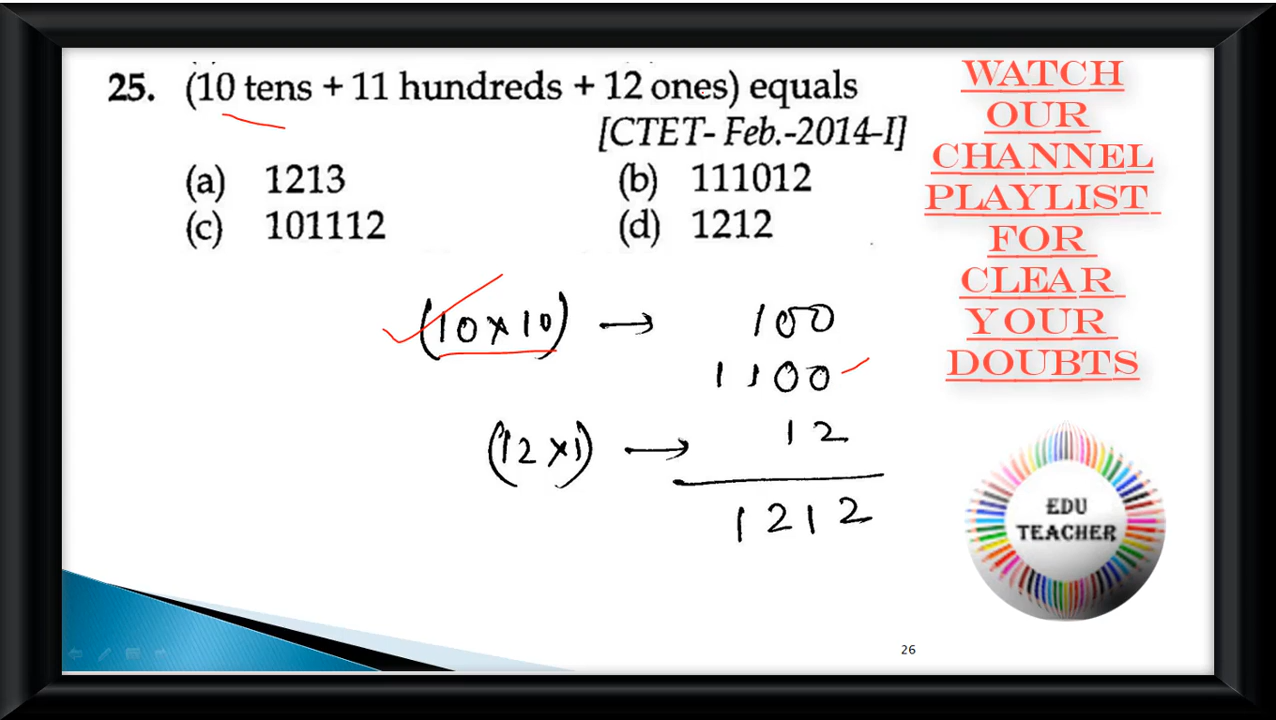 25. (10 tens + 11 hundreds + 12 ones) equals
[CTET- Feb.-2014-I]
(a) 1213 (b) 111012
(c) 101112 (d) 1212
(10×10) → 100
1100
(12×1) → 12
1212
WATCH
OUR
CHANNEL
PLAYLIST
FOR
CLEAR
YOUR
DOUBTS
EDU
TEACHER
26